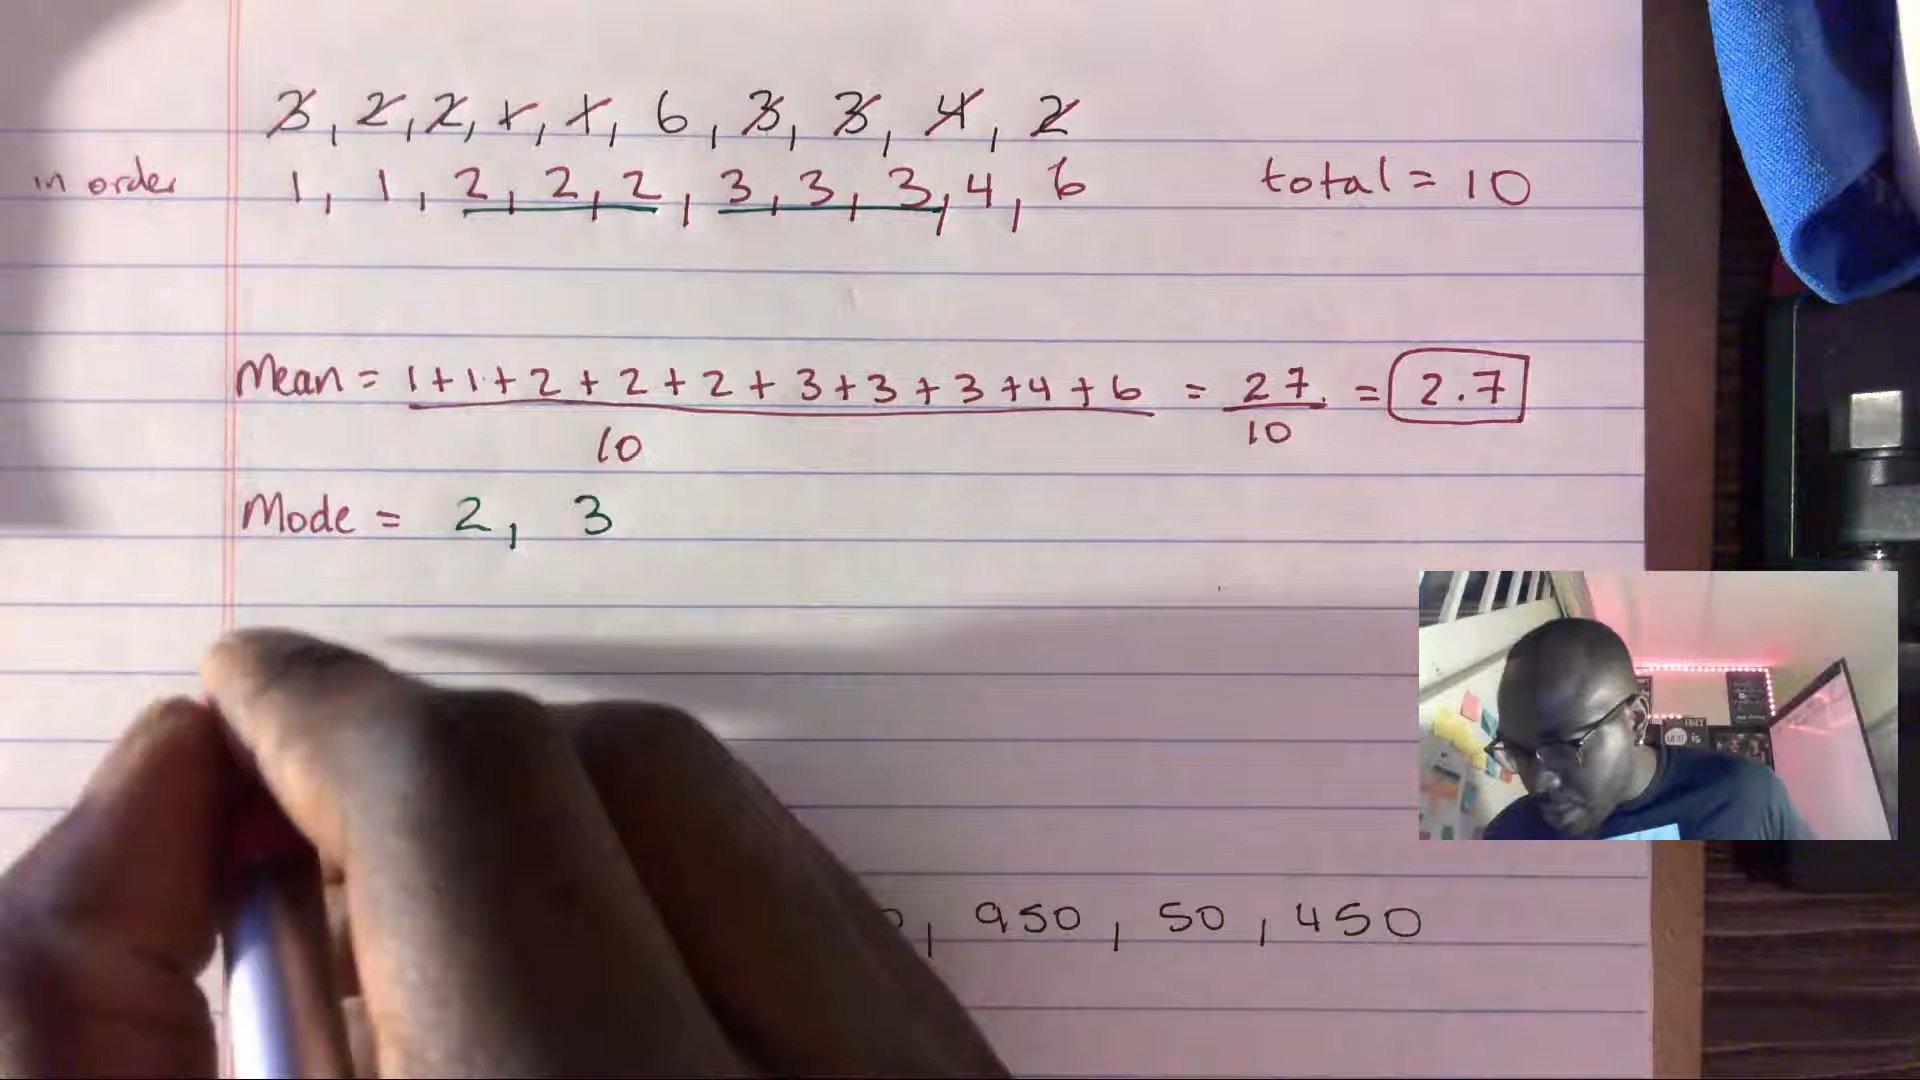 3, 2, 2, 1, 1, 6, 3, 3, 4, 2
in order 1, 1, 2, 2, 2, 3, 3, 3, 4, 6 total = 10
Mean = 1+1+2+2+2+3+3+3+4+6 = 27 = 2.7
10 10
Mode = 2, 3
, 950, 50, 450